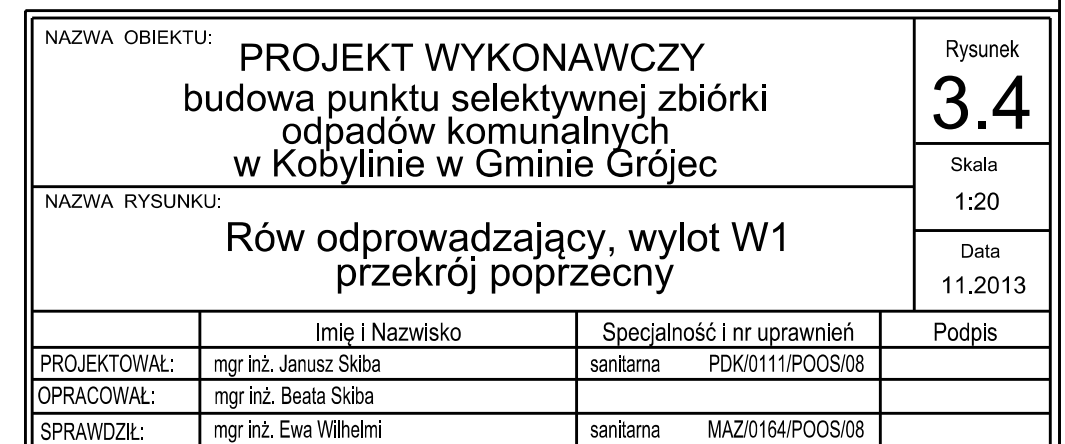 NAZWA OBIEKTU:
PROJEKT WYKONAWCZY
budowa punktu selektywnej zbiórki
odpadów komunalnych
w Kobylinie w Gminie Grójec
Rysunek
3.4
Skala
1:20
NAZWA RYSUNKU:
Rów odprowadzający, wylot W1
przekrój poprzecny
Data
11.2013
Imię i Nazwisko Specjalność i nr uprawnień Podpis
PROJEKTOWAŁ: mgr inż. Janusz Skiba sanitarna PDK/0111/POOS/08
OPRACOWAŁ: mgr inż. Beata Skiba
SPRAWDZIŁ: mgr inż. Ewa Wilhelmi sanitarna MAZ/0164/POOS/08